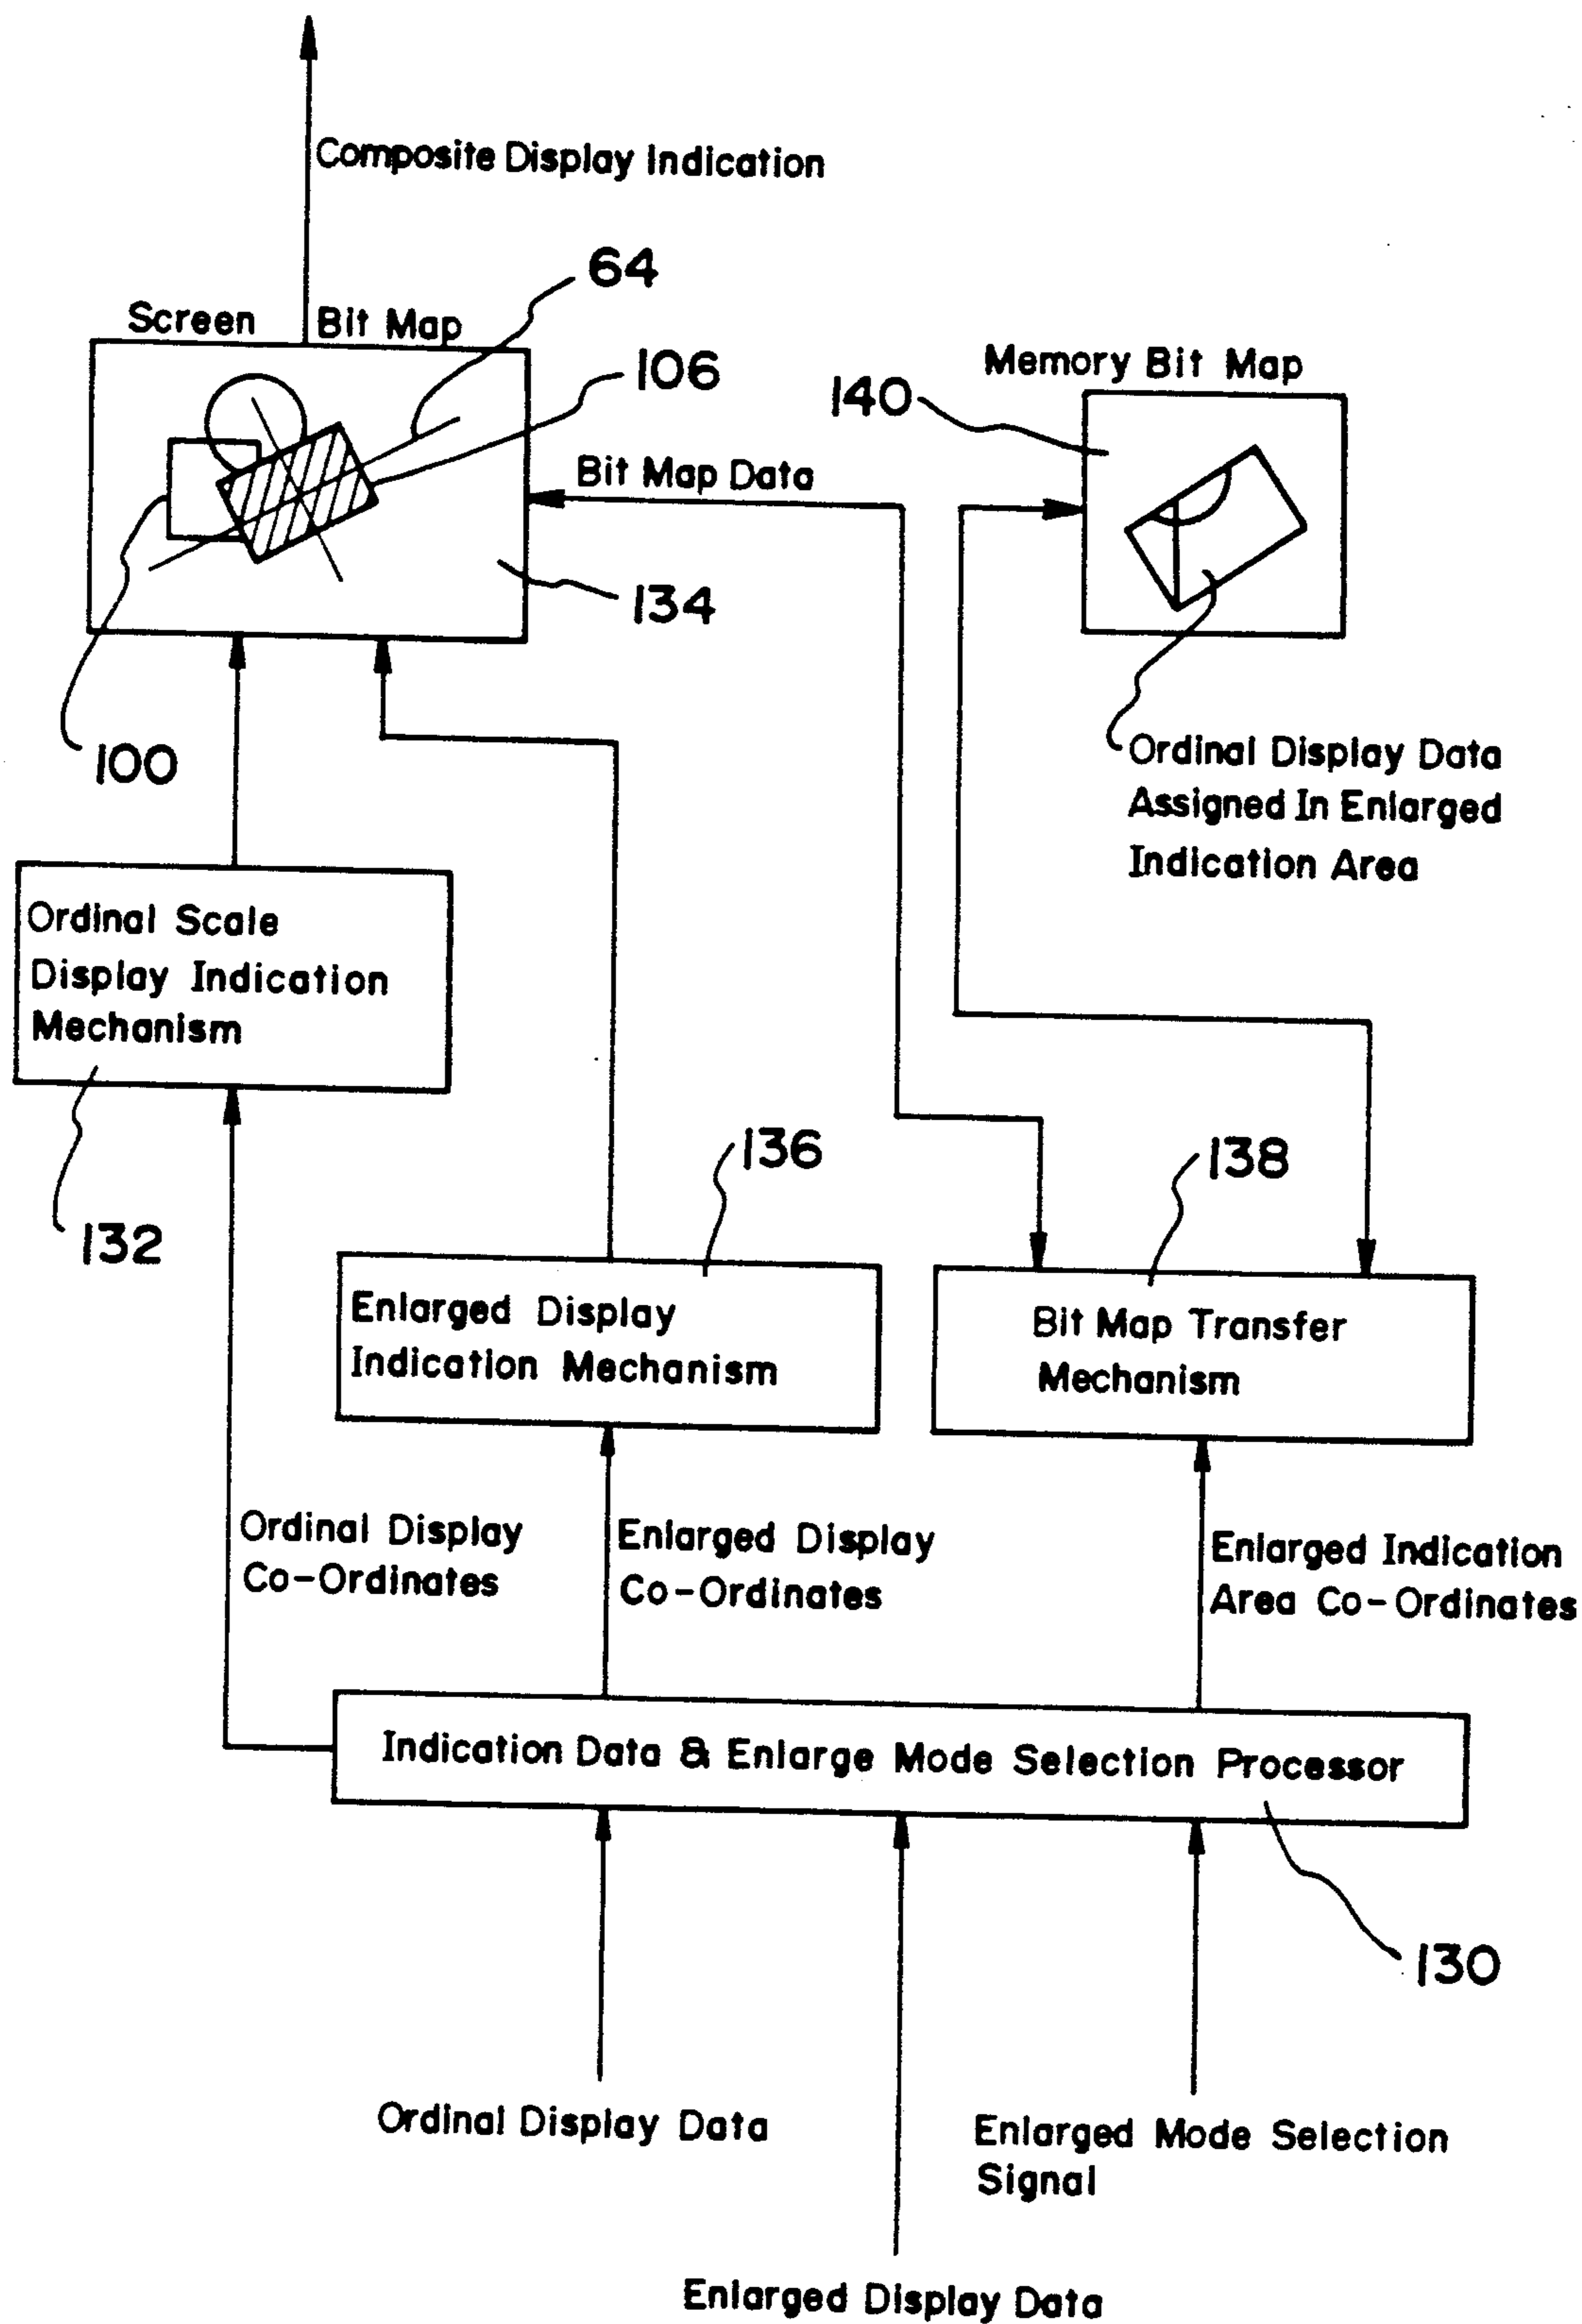 Composite Display Indication
64
Screen Bit Map
106
Memory Bit Map
140
Bit Map Data
134
100
Ordinal Display Data
Assigned In Enlarged
Indication Area
Ordinal Scale
Display Indication
Mechanism
132
136
138
Enlarged Display
Indication Mechanism
Bit Map Transfer
Mechanism
Ordinal Display
Co-Ordinates
Enlarged Display
Co-Ordinates
Enlarged Indication
Area Co-Ordinates
Indication Data & Enlarge Mode Selection Processor
130
Ordinal Display Data
Enlarged Mode Selection
Signal
Enlarged Display Data